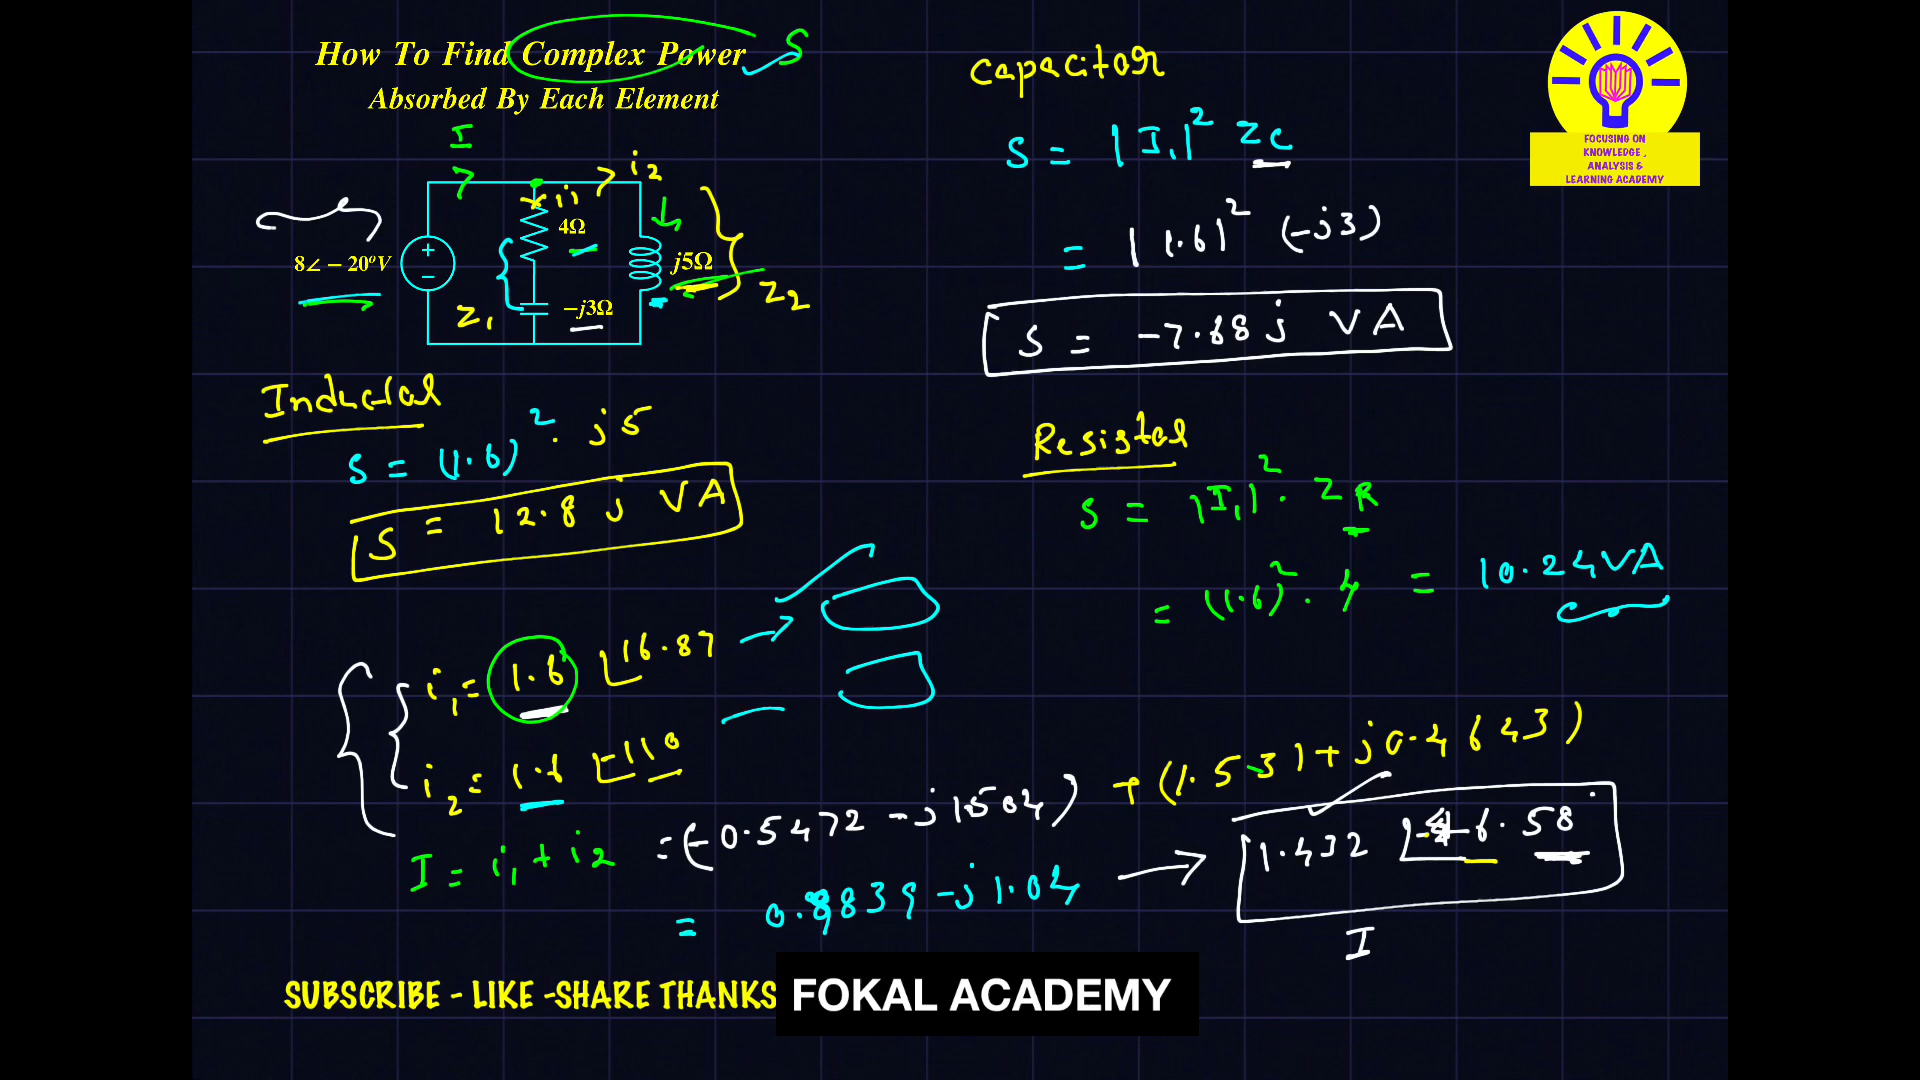 How To Find Complex Power S
Absorbed By Each Element
I
i2
i1
4Ω
8∠−20°V
+
−
j5Ω
Z1
−j3Ω
Z2
Inductor
S = (1.6)² . j5
S = 12.8 j VA
i1 = 1.6 ∠16.87
i2 = 1.6 ∠-110
I = i1 + i2 = (-0.5472 - j1.504) + (1.531 + j0.4643)
= 0.9839 - j1.04
1.432 ∠-46.58°
I
Capacitor
S = |I1|² Zc
= |1.6|² (-j3)
S = -7.68 j VA
Resistor
S = |I1|² . ZR
= (1.6)² . 4 = 10.24 VA
FOCUSING ON
KNOWLEDGE ,
ANALYSIS &
LEARNING ACADEMY
SUBSCRIBE - LIKE -SHARE THANKS
FOKAL ACADEMY